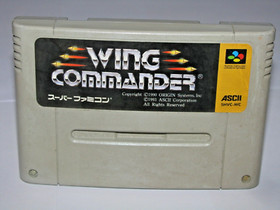 WING
COMMANDER
スーパーファミコン
Copyright ©1991 ORIGIN Systems, Inc
©1991 ASCII Corporation
All Rights Reserved
ASCII